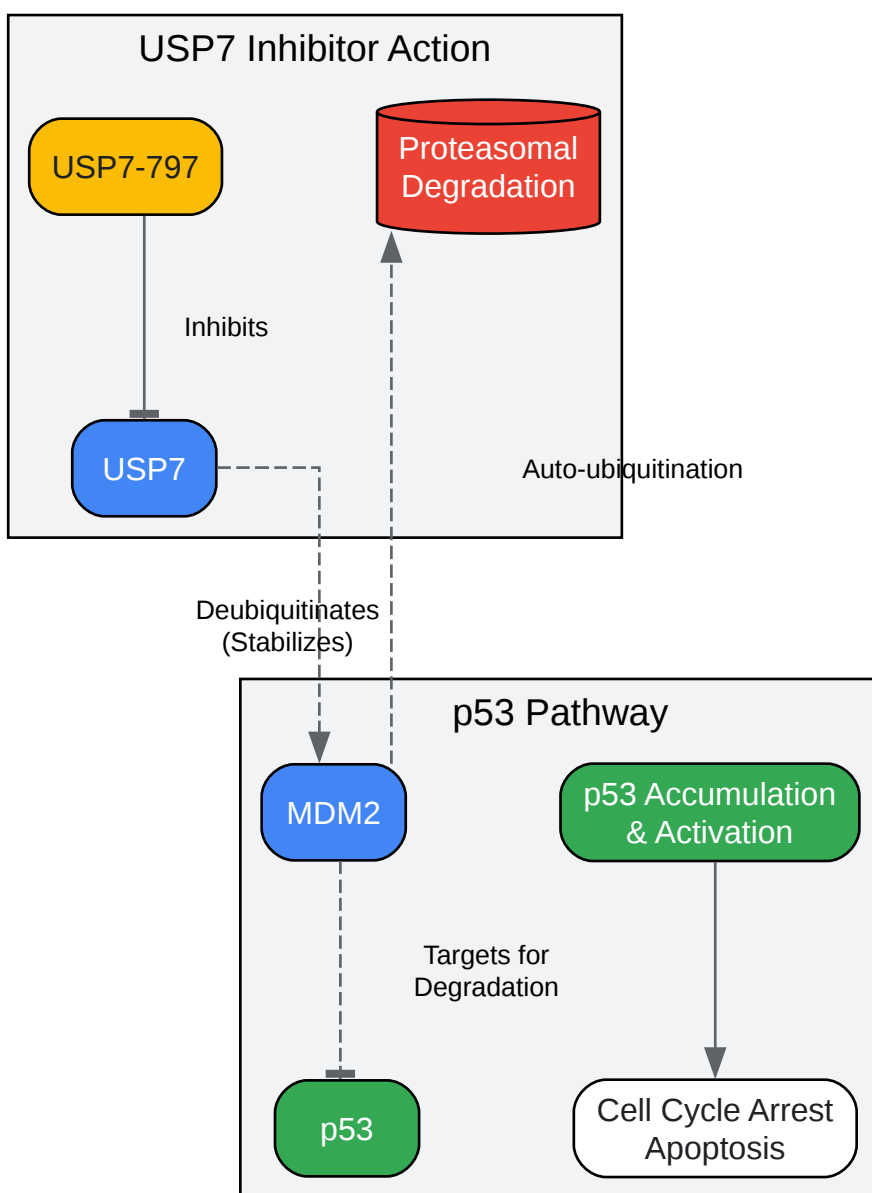 USP7 Inhibitor Action
USP7-797
Proteasomal
Degradation
Inhibits
USP7
Auto-ubiquitination
Deubiquitinates
(Stabilizes)
p53 Pathway
MDM2
p53 Accumulation
& Activation
Targets for
Degradation
p53
Cell Cycle Arrest
Apoptosis